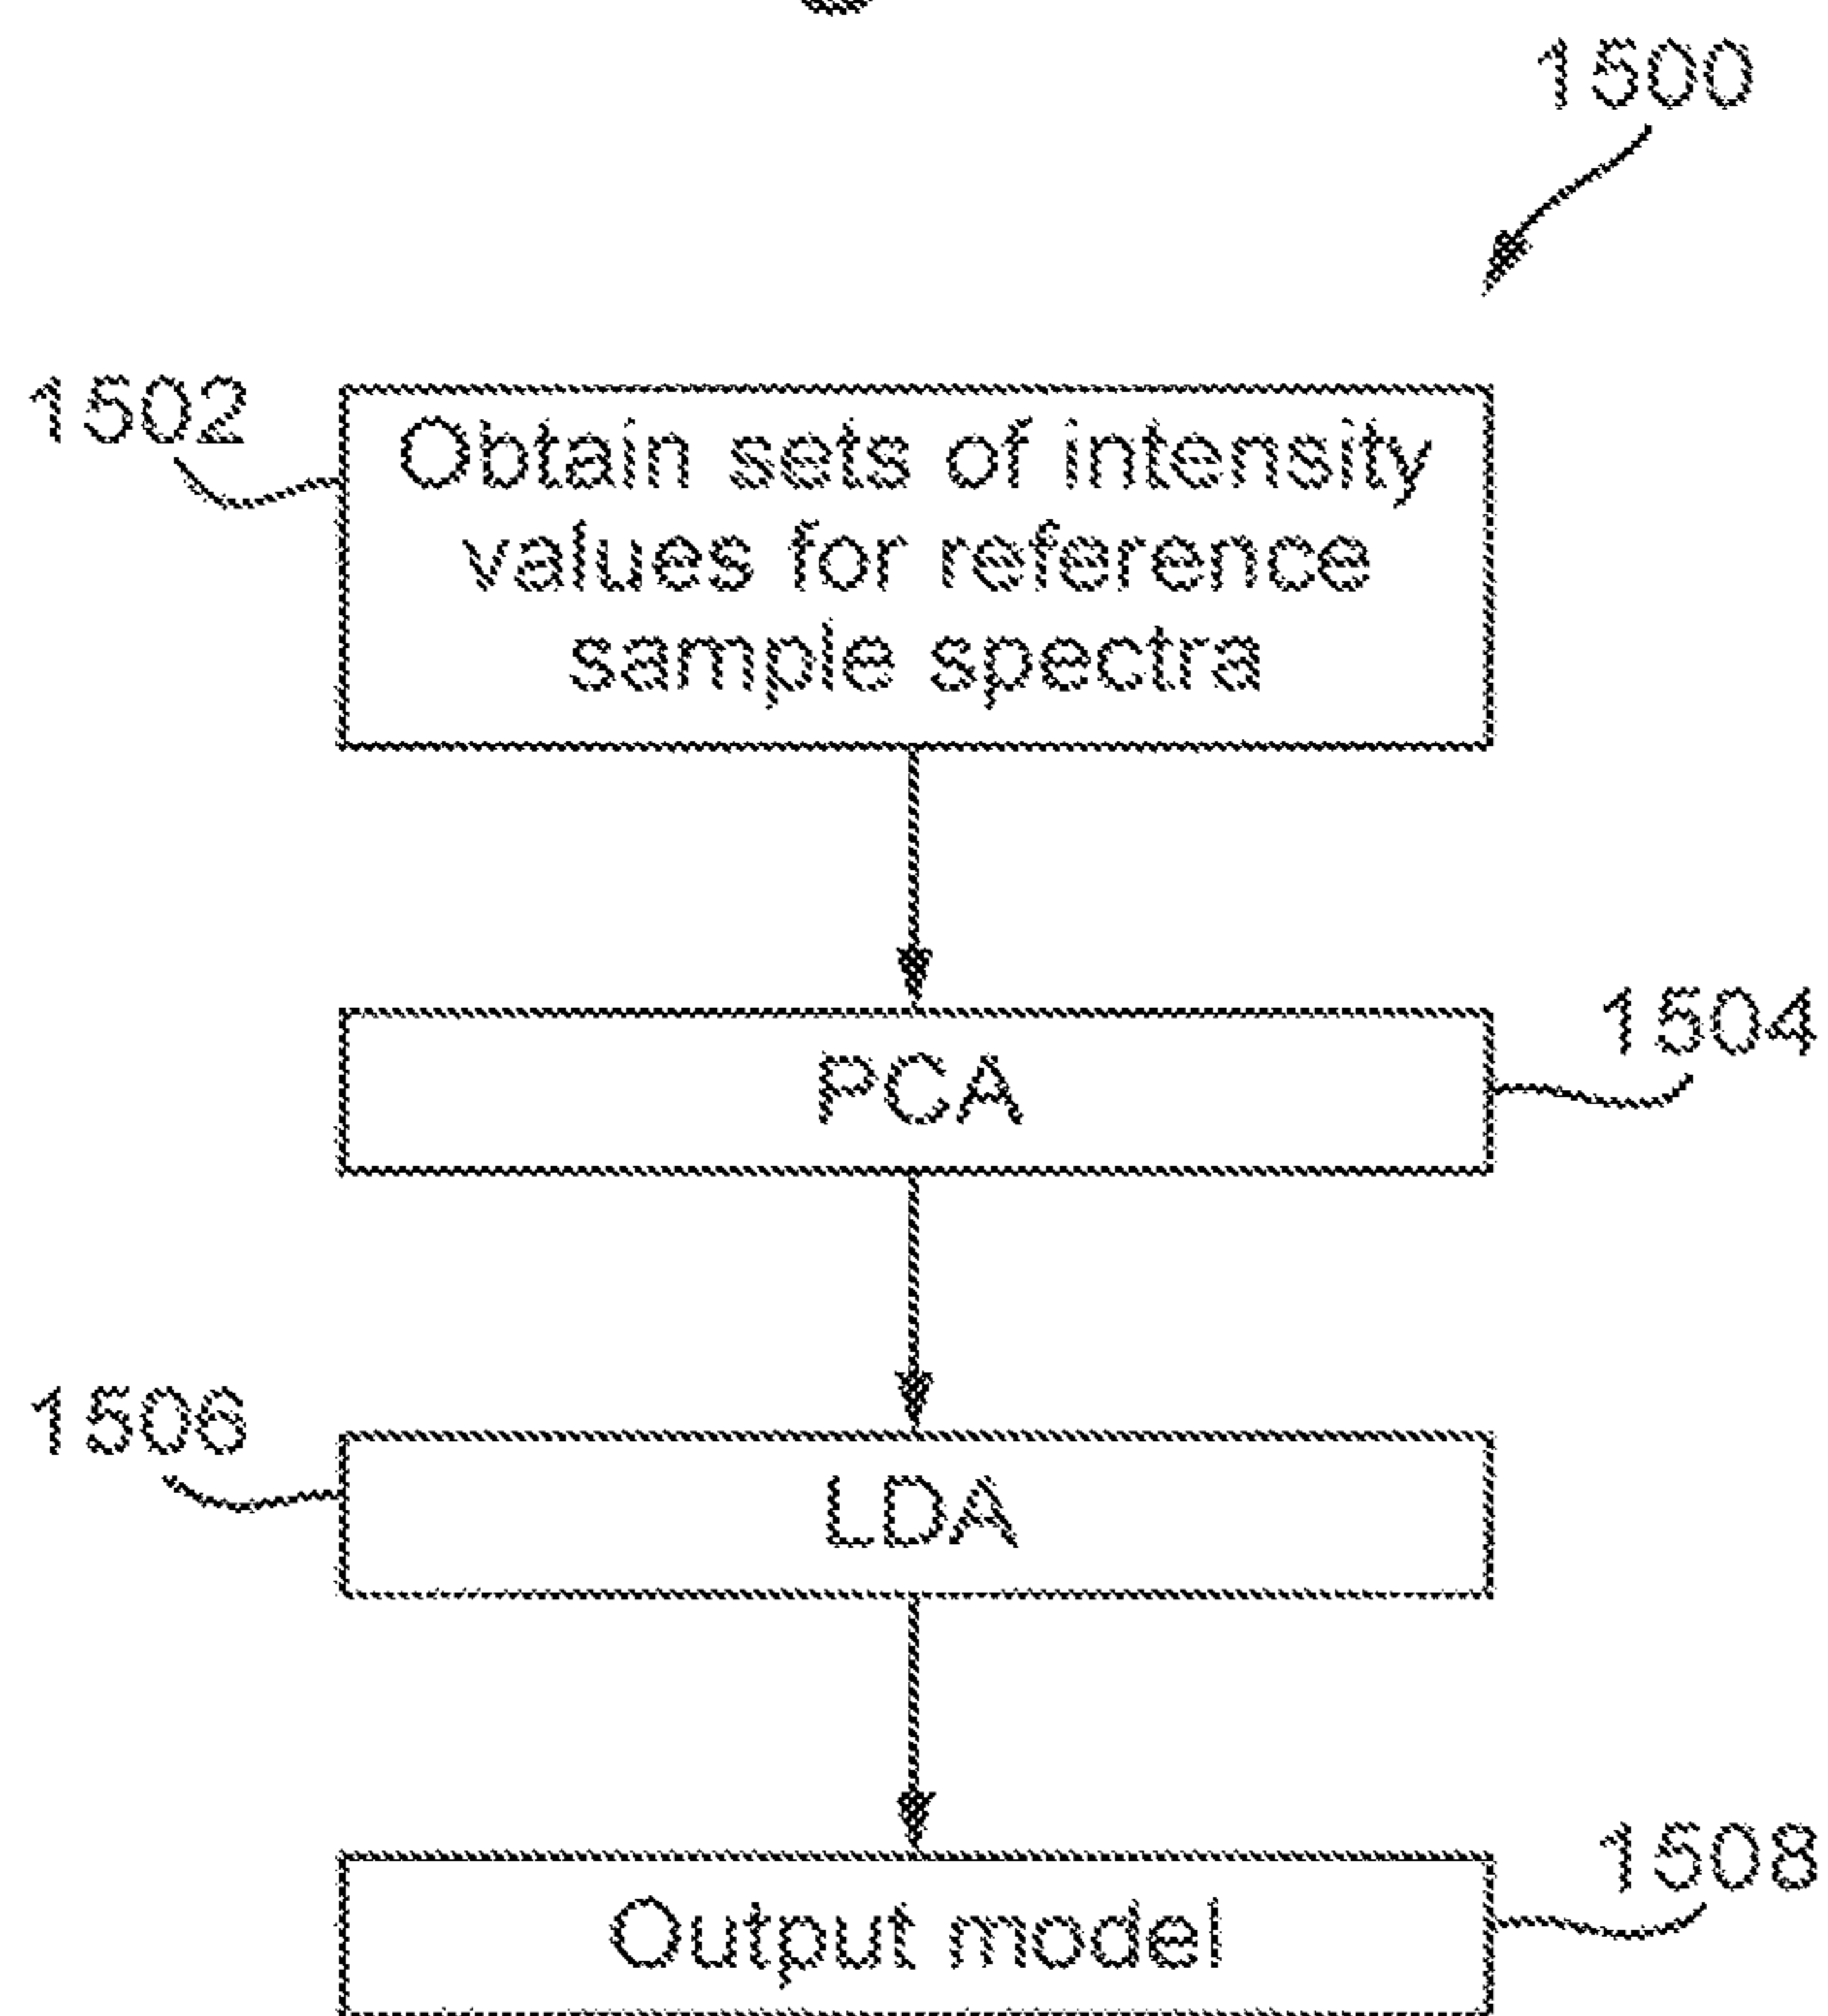 1500
1502
Obtain sets of intensity
values for reference
sample spectra
1504
PCA
1506
LDA
1508
Output model